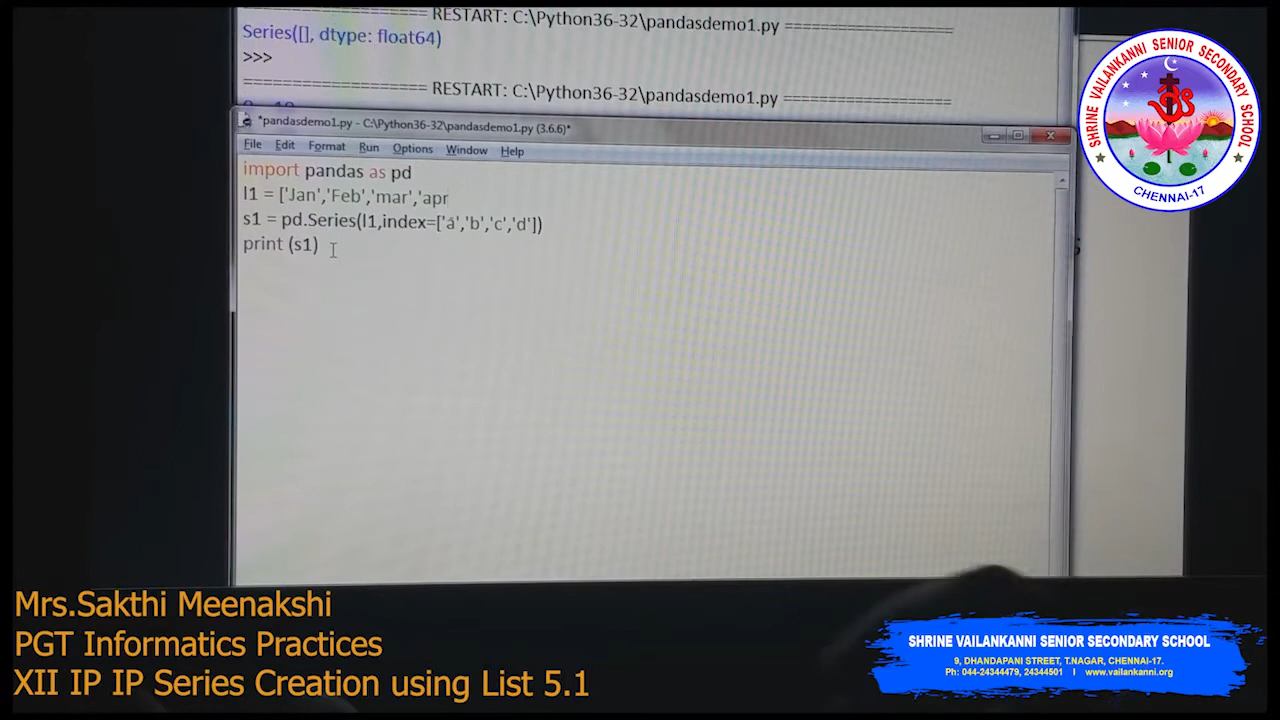 ==================== RESTART: C:\Python36-32\pandasdemo1.py ====================
Series([], dtype: float64)
>>>
==================== RESTART: C:\Python36-32\pandasdemo1.py ====================
*pandasdemo1.py - C:\Python36-32\pandasdemo1.py (3.6.6)*
File Edit Format Run Options Window Help
import pandas as pd
l1 = ['Jan','Feb','mar','apr
s1 = pd.Series(l1,index=['a','b','c','d'])
print (s1)
SHRINE VAILANKANNI SENIOR SECONDARY SCHOOL
CHENNAI-17
Mrs.Sakthi Meenakshi
PGT Informatics Practices
XII IP IP Series Creation using List 5.1
SHRINE VAILANKANNI SENIOR SECONDARY SCHOOL
9, DHANDAPANI STREET, T.NAGAR, CHENNAI-17.
Ph: 044-24344479, 24344501 I www.vailankanni.org